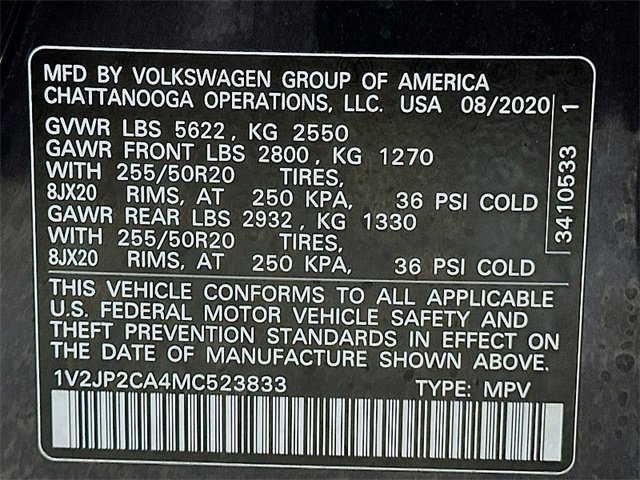 MFD BY VOLKSWAGEN GROUP OF AMERICA
CHATTANOOGA OPERATIONS, LLC. USA 08/2020
GVWR LBS 5622, KG 2550
GAWR FRONT LBS 2800, KG 1270
WITH 255/50R20 TIRES,
8JX20 RIMS, AT 250 KPA, 36 PSI COLD
GAWR REAR LBS 2932, KG 1330
WITH 255/50R20 TIRES,
8JX20 RIMS, AT 250 KPA, 36 PSI COLD
3410533 1
THIS VEHICLE CONFORMS TO ALL APPLICABLE
U.S. FEDERAL MOTOR VEHICLE SAFETY AND
THEFT PREVENTION STANDARDS IN EFFECT ON
THE DATE OF MANUFACTURE SHOWN ABOVE.
1V2JP2CA4MC523833 TYPE: MPV